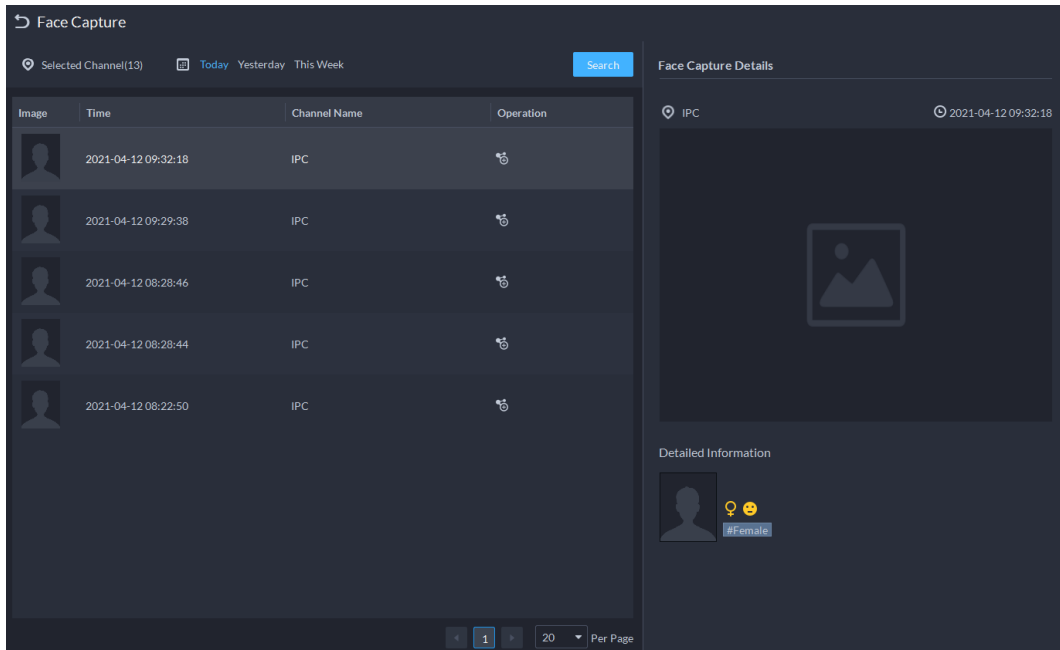 Face Capture
Selected Channel(13) Today Yesterday This Week Search
Image Time Channel Name Operation
2021-04-12 09:32:18 IPC
2021-04-12 09:29:38 IPC
2021-04-12 08:28:46 IPC
2021-04-12 08:28:44 IPC
2021-04-12 08:22:50 IPC
1 20 Per Page
Face Capture Details
IPC 2021-04-12 09:32:18
Detailed Information
#Female